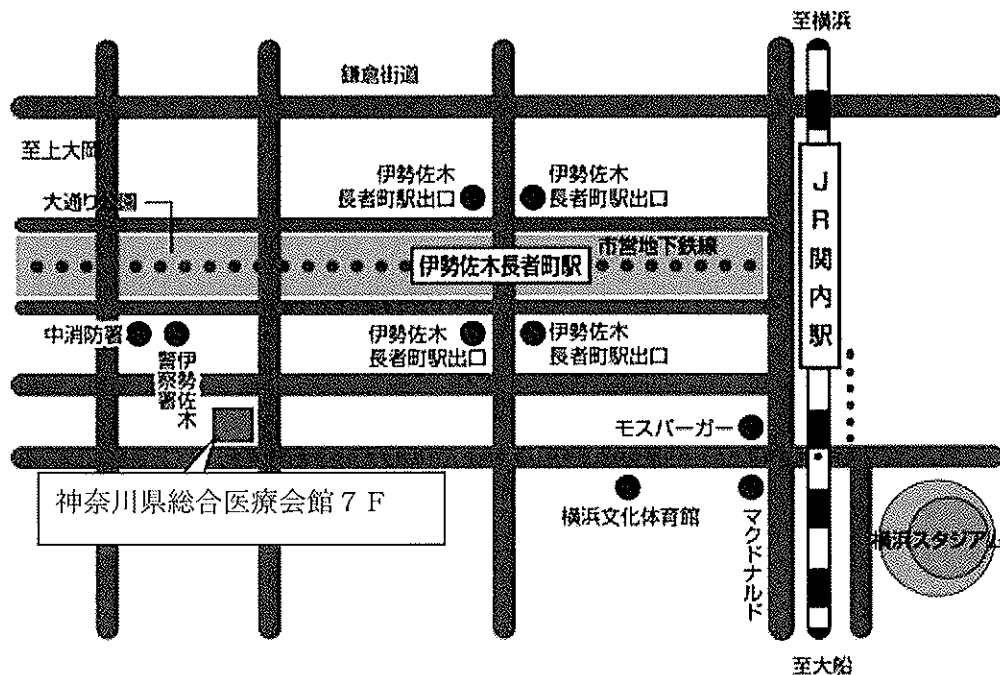 至横浜
鎌倉街道
至上大岡
伊勢佐木
長者町駅出口
伊勢佐木
長者町駅出口
大通り公園
市営地下鉄線
伊勢佐木長者町駅
JR関内駅
中消防署
伊勢佐木
警察署
伊勢佐木
長者町駅出口
伊勢佐木
長者町駅出口
モスバーガー
神奈川県総合医療会館7F
横浜文化体育館
マクドナルド
横浜スタジアム
至大船